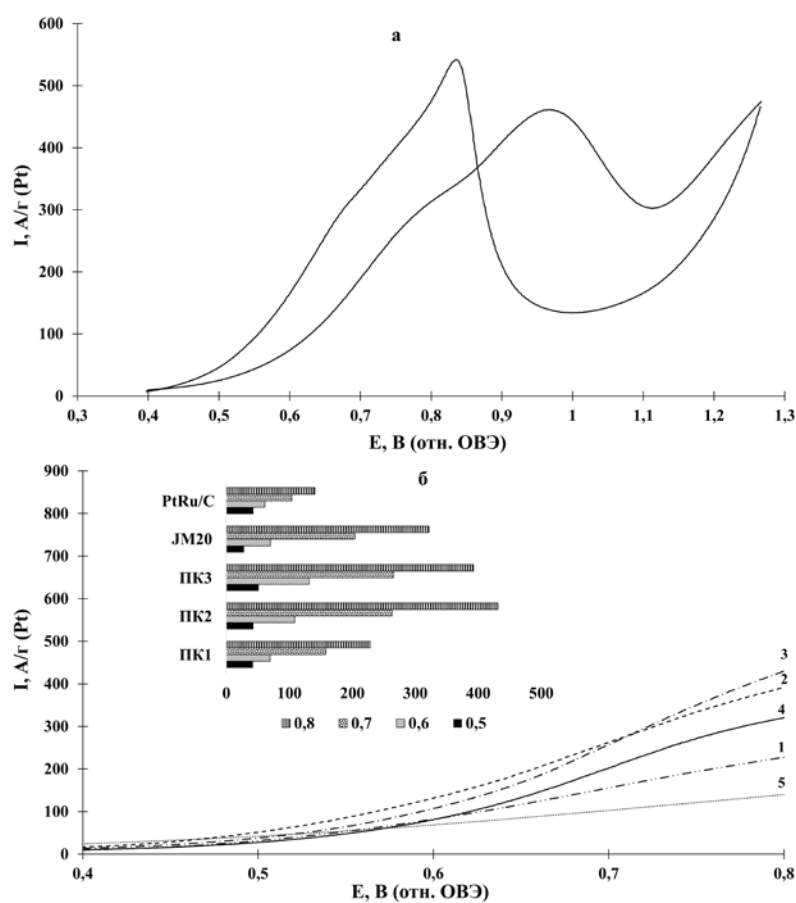 а
600
500
400
300
200
100
0
I, А/г (Pt)
0,3 0,4 0,5 0,6 0,7 0,8 0,9 1 1,1 1,2 1,3
E, В (отн. ОВЭ)
б
900
800
700
600
500
400
300
200
100
0
I, А/г (Pt)
PtRu/C
JM20
ПК3
ПК2
ПК1
0 100 200 300 400 500
0,8 0,7 0,6 0,5
3
2
4
1
5
0,4 0,5 0,6 0,7 0,8
E, В (отн. ОВЭ)